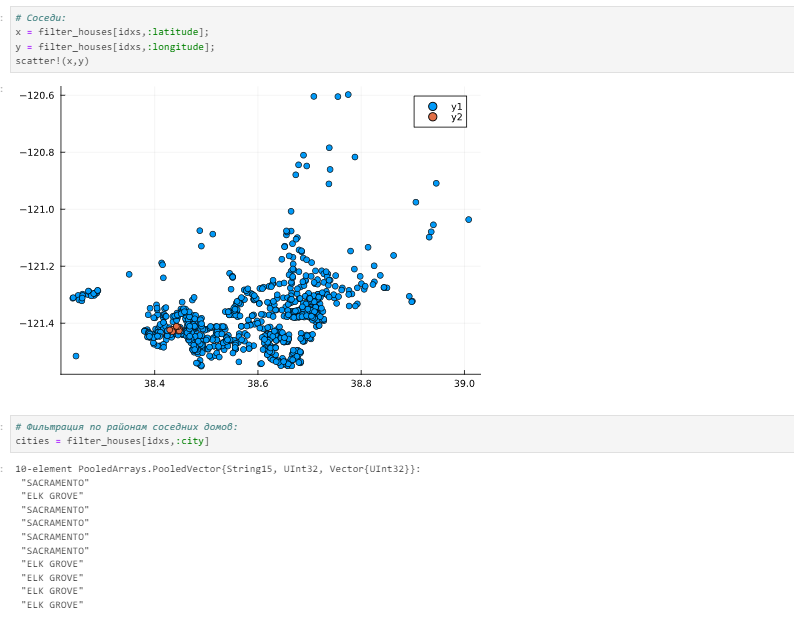 # Соседи:
x = filter_houses[idxs,:latitude];
y = filter_houses[idxs,:longitude];
scatter!(x,y)
−120.6
y1
y2
−120.8
−121.0
−121.2
−121.4
38.4 38.6 38.8 39.0
# Фильтрация по районам соседних домов:
cities = filter_houses[idxs,:city]
10-element PooledArrays.PooledVector{String15, UInt32, Vector{UInt32}}:
"SACRAMENTO"
"ELK GROVE"
"SACRAMENTO"
"SACRAMENTO"
"SACRAMENTO"
"SACRAMENTO"
"ELK GROVE"
"ELK GROVE"
"ELK GROVE"
"ELK GROVE"